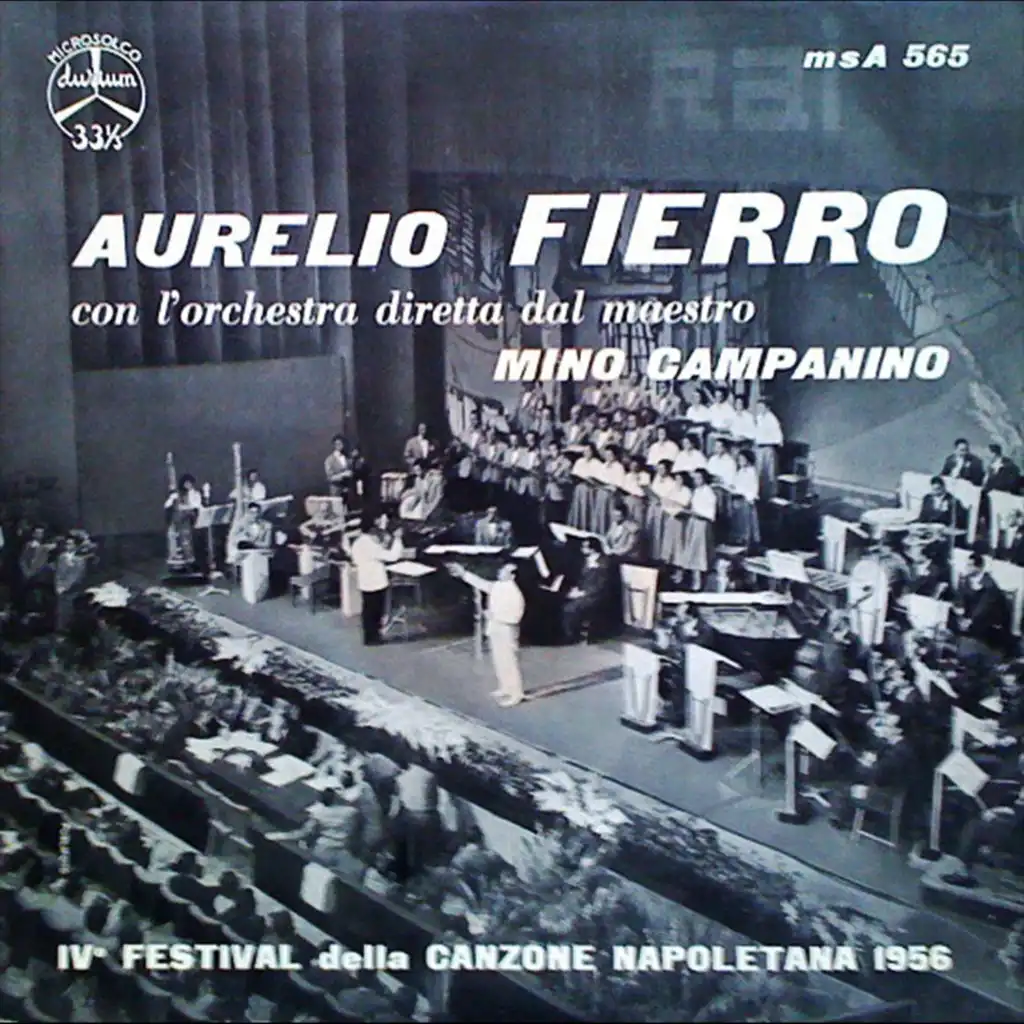 MICROSOLCO
durium
33⅓
msA 565
RAI
AURELIO FIERRO
con l'orchestra diretta dal maestro
MINO CAMPANINO
IV° FESTIVAL della CANZONE NAPOLETANA 1956